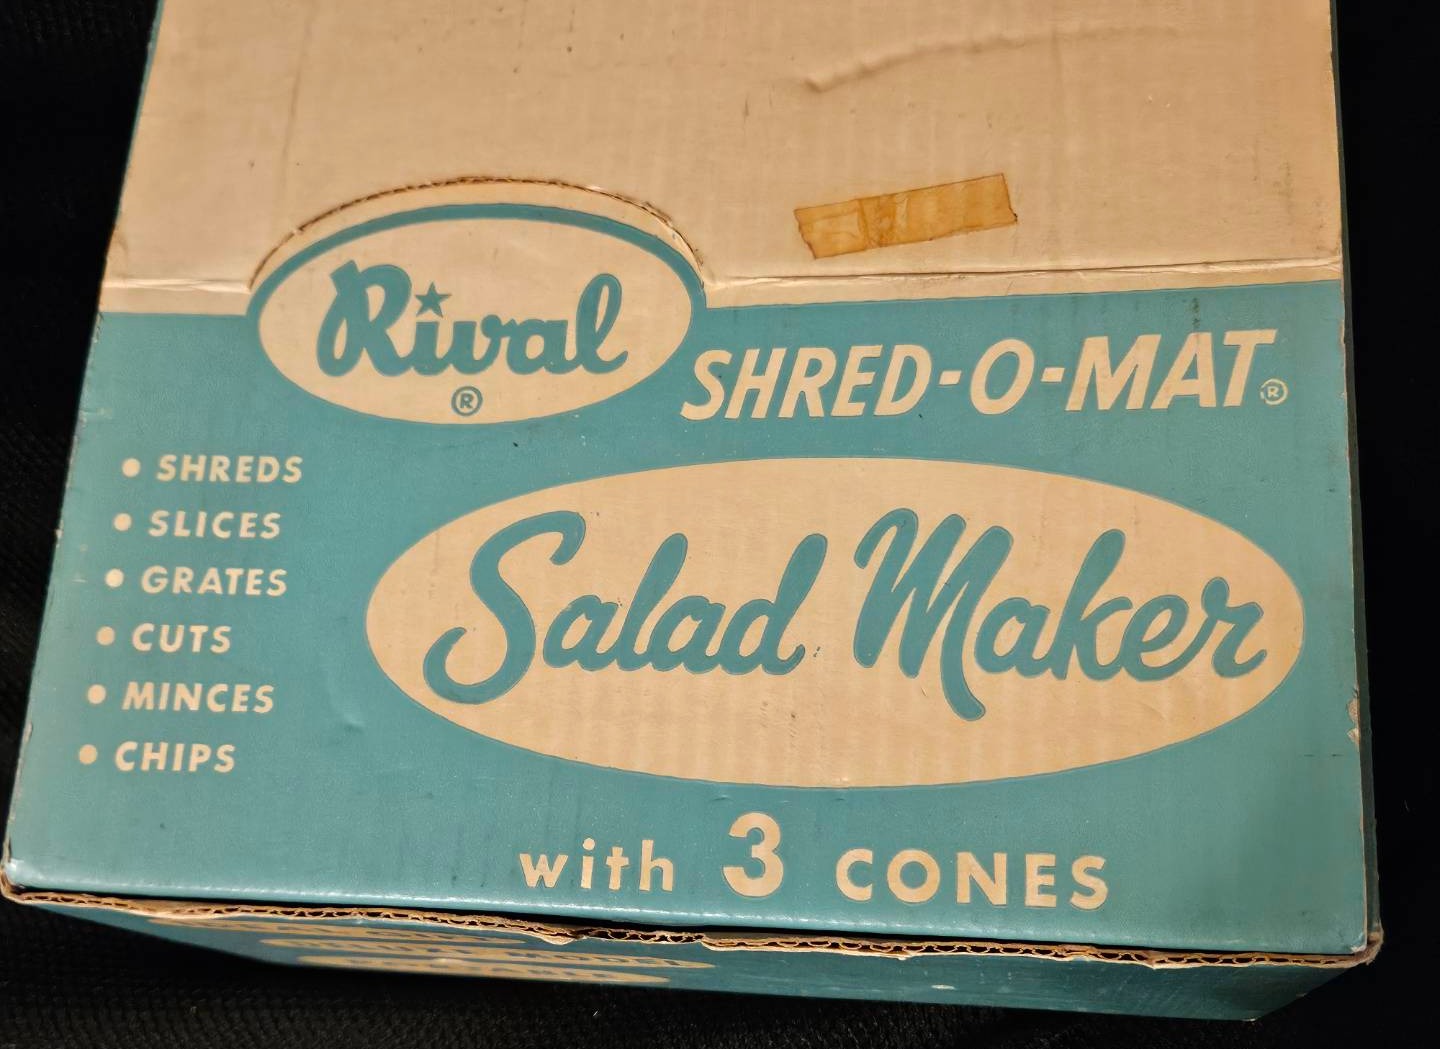 Rival
®
SHRED-O-MAT®
• SHREDS
• SLICES
• GRATES
• CUTS
• MINCES
• CHIPS
Salad Maker
with 3 CONES